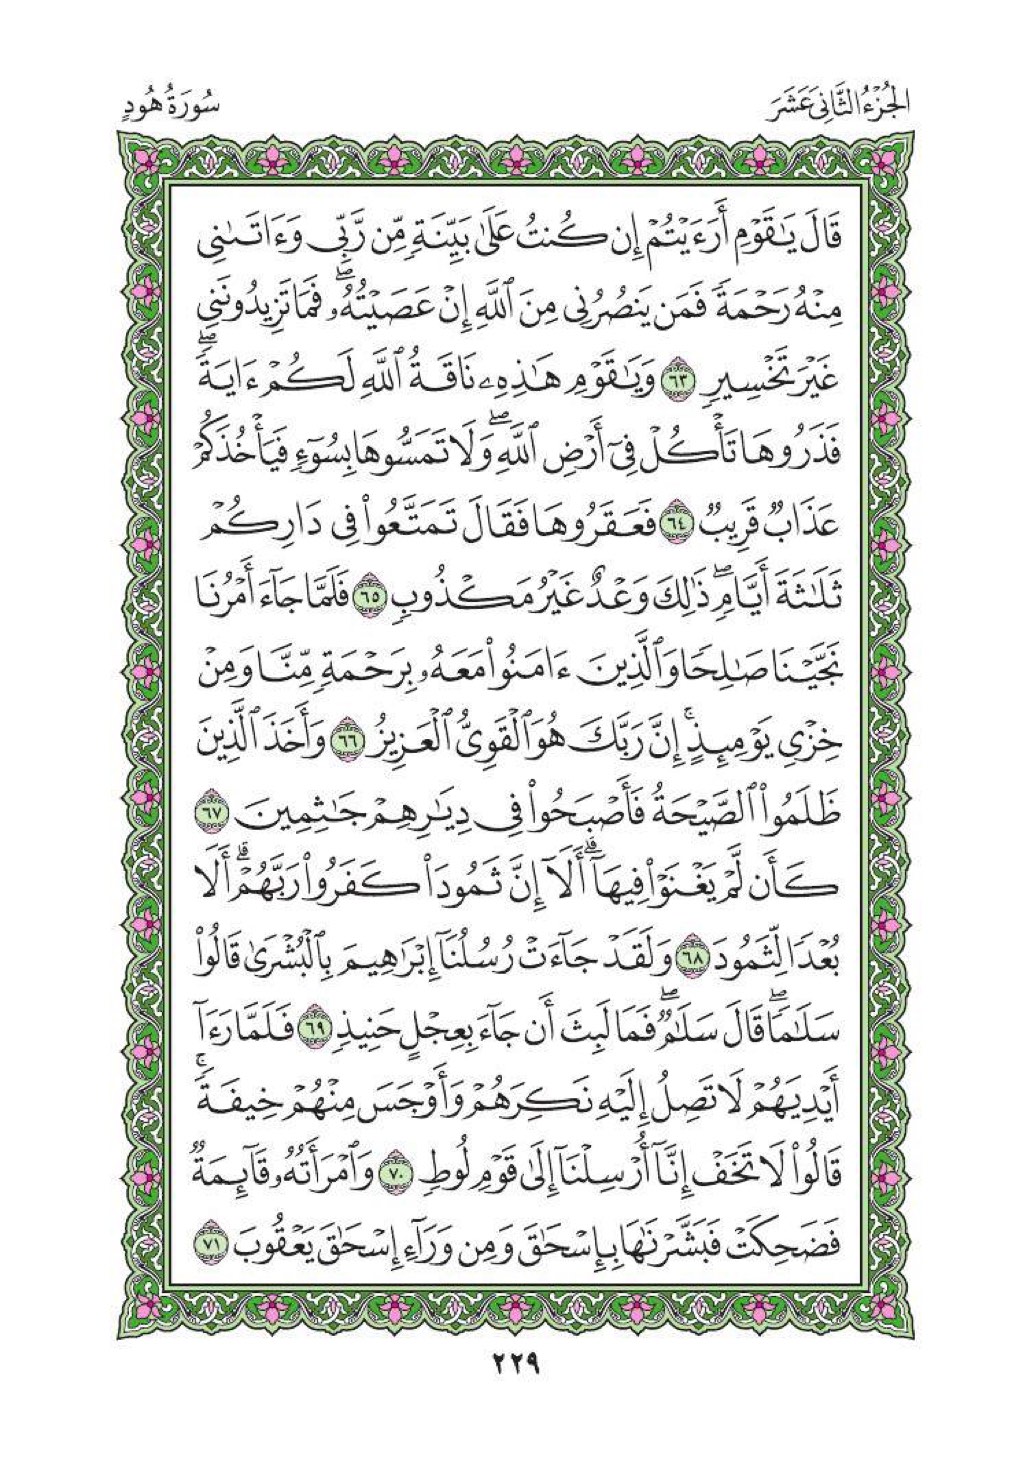 الجُزْءُ الثَّانِيَ عَشَرَ
سُورَةُ هُودٍ
قَالَ يَٰقَوۡمِ أَرَءَيۡتُمۡ إِن كُنتُ عَلَىٰ بَيِّنَةٖ مِّن رَّبِّي وَءَاتَىٰنِي
مِنۡهُ رَحۡمَةٗ فَمَن يَنصُرُنِي مِنَ ٱللَّهِ إِنۡ عَصَيۡتُهُۥۖ فَمَا تَزِيدُونَنِي
غَيۡرَ تَخۡسِيرٖ ٦٣ وَيَٰقَوۡمِ هَٰذِهِۦ نَاقَةُ ٱللَّهِ لَكُمۡ ءَايَةٗۖ
فَذَرُوهَا تَأۡكُلۡ فِيٓ أَرۡضِ ٱللَّهِۖ وَلَا تَمَسُّوهَا بِسُوٓءٖ فَيَأۡخُذَكُمۡ
عَذَابٞ قَرِيبٞ ٦٤ فَعَقَرُوهَا فَقَالَ تَمَتَّعُواْ فِي دَارِكُمۡ
ثَلَٰثَةَ أَيَّامٖۖ ذَٰلِكَ وَعۡدٌ غَيۡرُ مَكۡذُوبٖ ٦٥ فَلَمَّا جَآءَ أَمۡرُنَا
نَجَّيۡنَا صَٰلِحٗا وَٱلَّذِينَ ءَامَنُواْ مَعَهُۥ بِرَحۡمَةٖ مِّنَّا وَمِنۡ
خِزۡيِ يَوۡمِئِذٍۚ إِنَّ رَبَّكَ هُوَ ٱلۡقَوِيُّ ٱلۡعَزِيزُ ٦٦ وَأَخَذَ ٱلَّذِينَ
ظَلَمُواْ ٱلصَّيۡحَةُ فَأَصۡبَحُواْ فِي دِيَٰرِهِمۡ جَٰثِمِينَ ٦٧
كَأَن لَّمۡ يَغۡنَوۡاْ فِيهَآۗ أَلَآ إِنَّ ثَمُودَاْ كَفَرُواْ رَبَّهُمۡۗ أَلَا
بُعۡدٗا لِّثَمُودَ ٦٨ وَلَقَدۡ جَآءَتۡ رُسُلُنَآ إِبۡرَٰهِيمَ بِٱلۡبُشۡرَىٰ قَالُواْ
سَلَٰمٗاۖ قَالَ سَلَٰمٞۖ فَمَا لَبِثَ أَن جَآءَ بِعِجۡلٍ حَنِيذٖ ٦٩ فَلَمَّا رَءَآ
أَيۡدِيَهُمۡ لَا تَصِلُ إِلَيۡهِ نَكِرَهُمۡ وَأَوۡجَسَ مِنۡهُمۡ خِيفَةٗۚ
قَالُواْ لَا تَخَفۡ إِنَّآ أُرۡسِلۡنَآ إِلَىٰ قَوۡمِ لُوطٖ ٧٠ وَٱمۡرَأَتُهُۥ قَآئِمَةٞ
فَضَحِكَتۡ فَبَشَّرۡنَٰهَا بِإِسۡحَٰقَ وَمِن وَرَآءِ إِسۡحَٰقَ يَعۡقُوبَ ٧١
٢٢٩